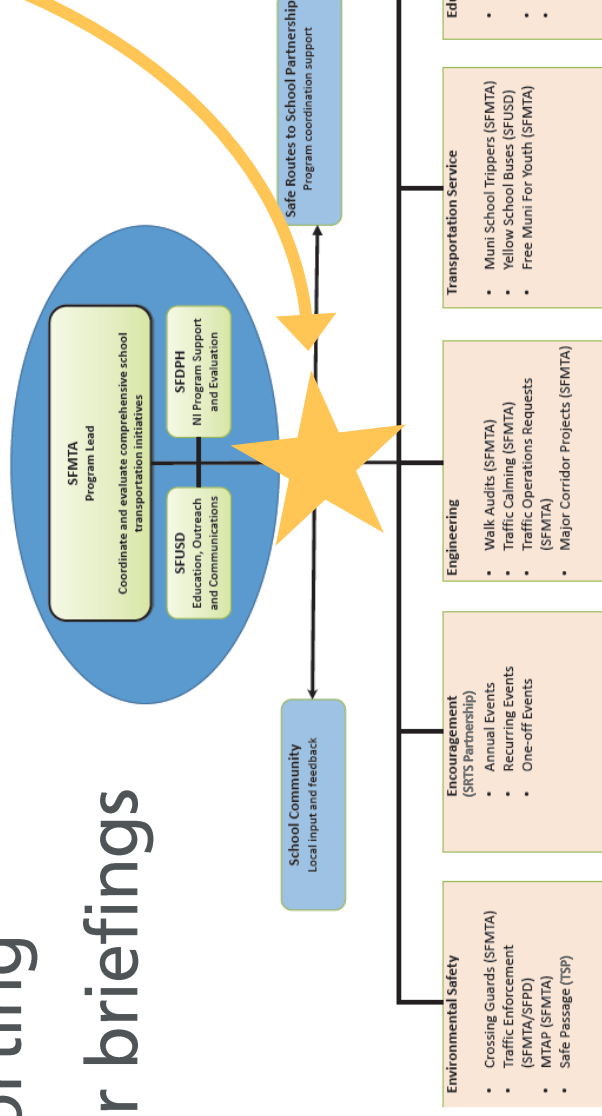 orting
r briefings
SFMTA
Program Lead
Coordinate and evaluate comprehensive school
transportation initiatives
SFUSD
Education, Outreach
and Communications
SFDPH
NI Program Support
and Evaluation
School Community
Local input and feedback
Safe Routes to School Partnership
Program coordination support
Environmental Safety
• Crossing Guards (SFMTA)
• Traffic Enforcement
(SFMTA/SFPD)
• MTAP (SFMTA)
• Safe Passage (TSP)
Encouragement
(SRTS Partnership)
• Annual Events
• Recurring Events
• One-off Events
Engineering
• Walk Audits (SFMTA)
• Traffic Calming (SFMTA)
• Traffic Operations Requests
(SFMTA)
• Major Corridor Projects (SFMTA)
Transportation Service
• Muni School Trippers (SFMTA)
• Yellow School Buses (SFUSD)
• Free Muni For Youth (SFMTA)
Edu
•
•
•